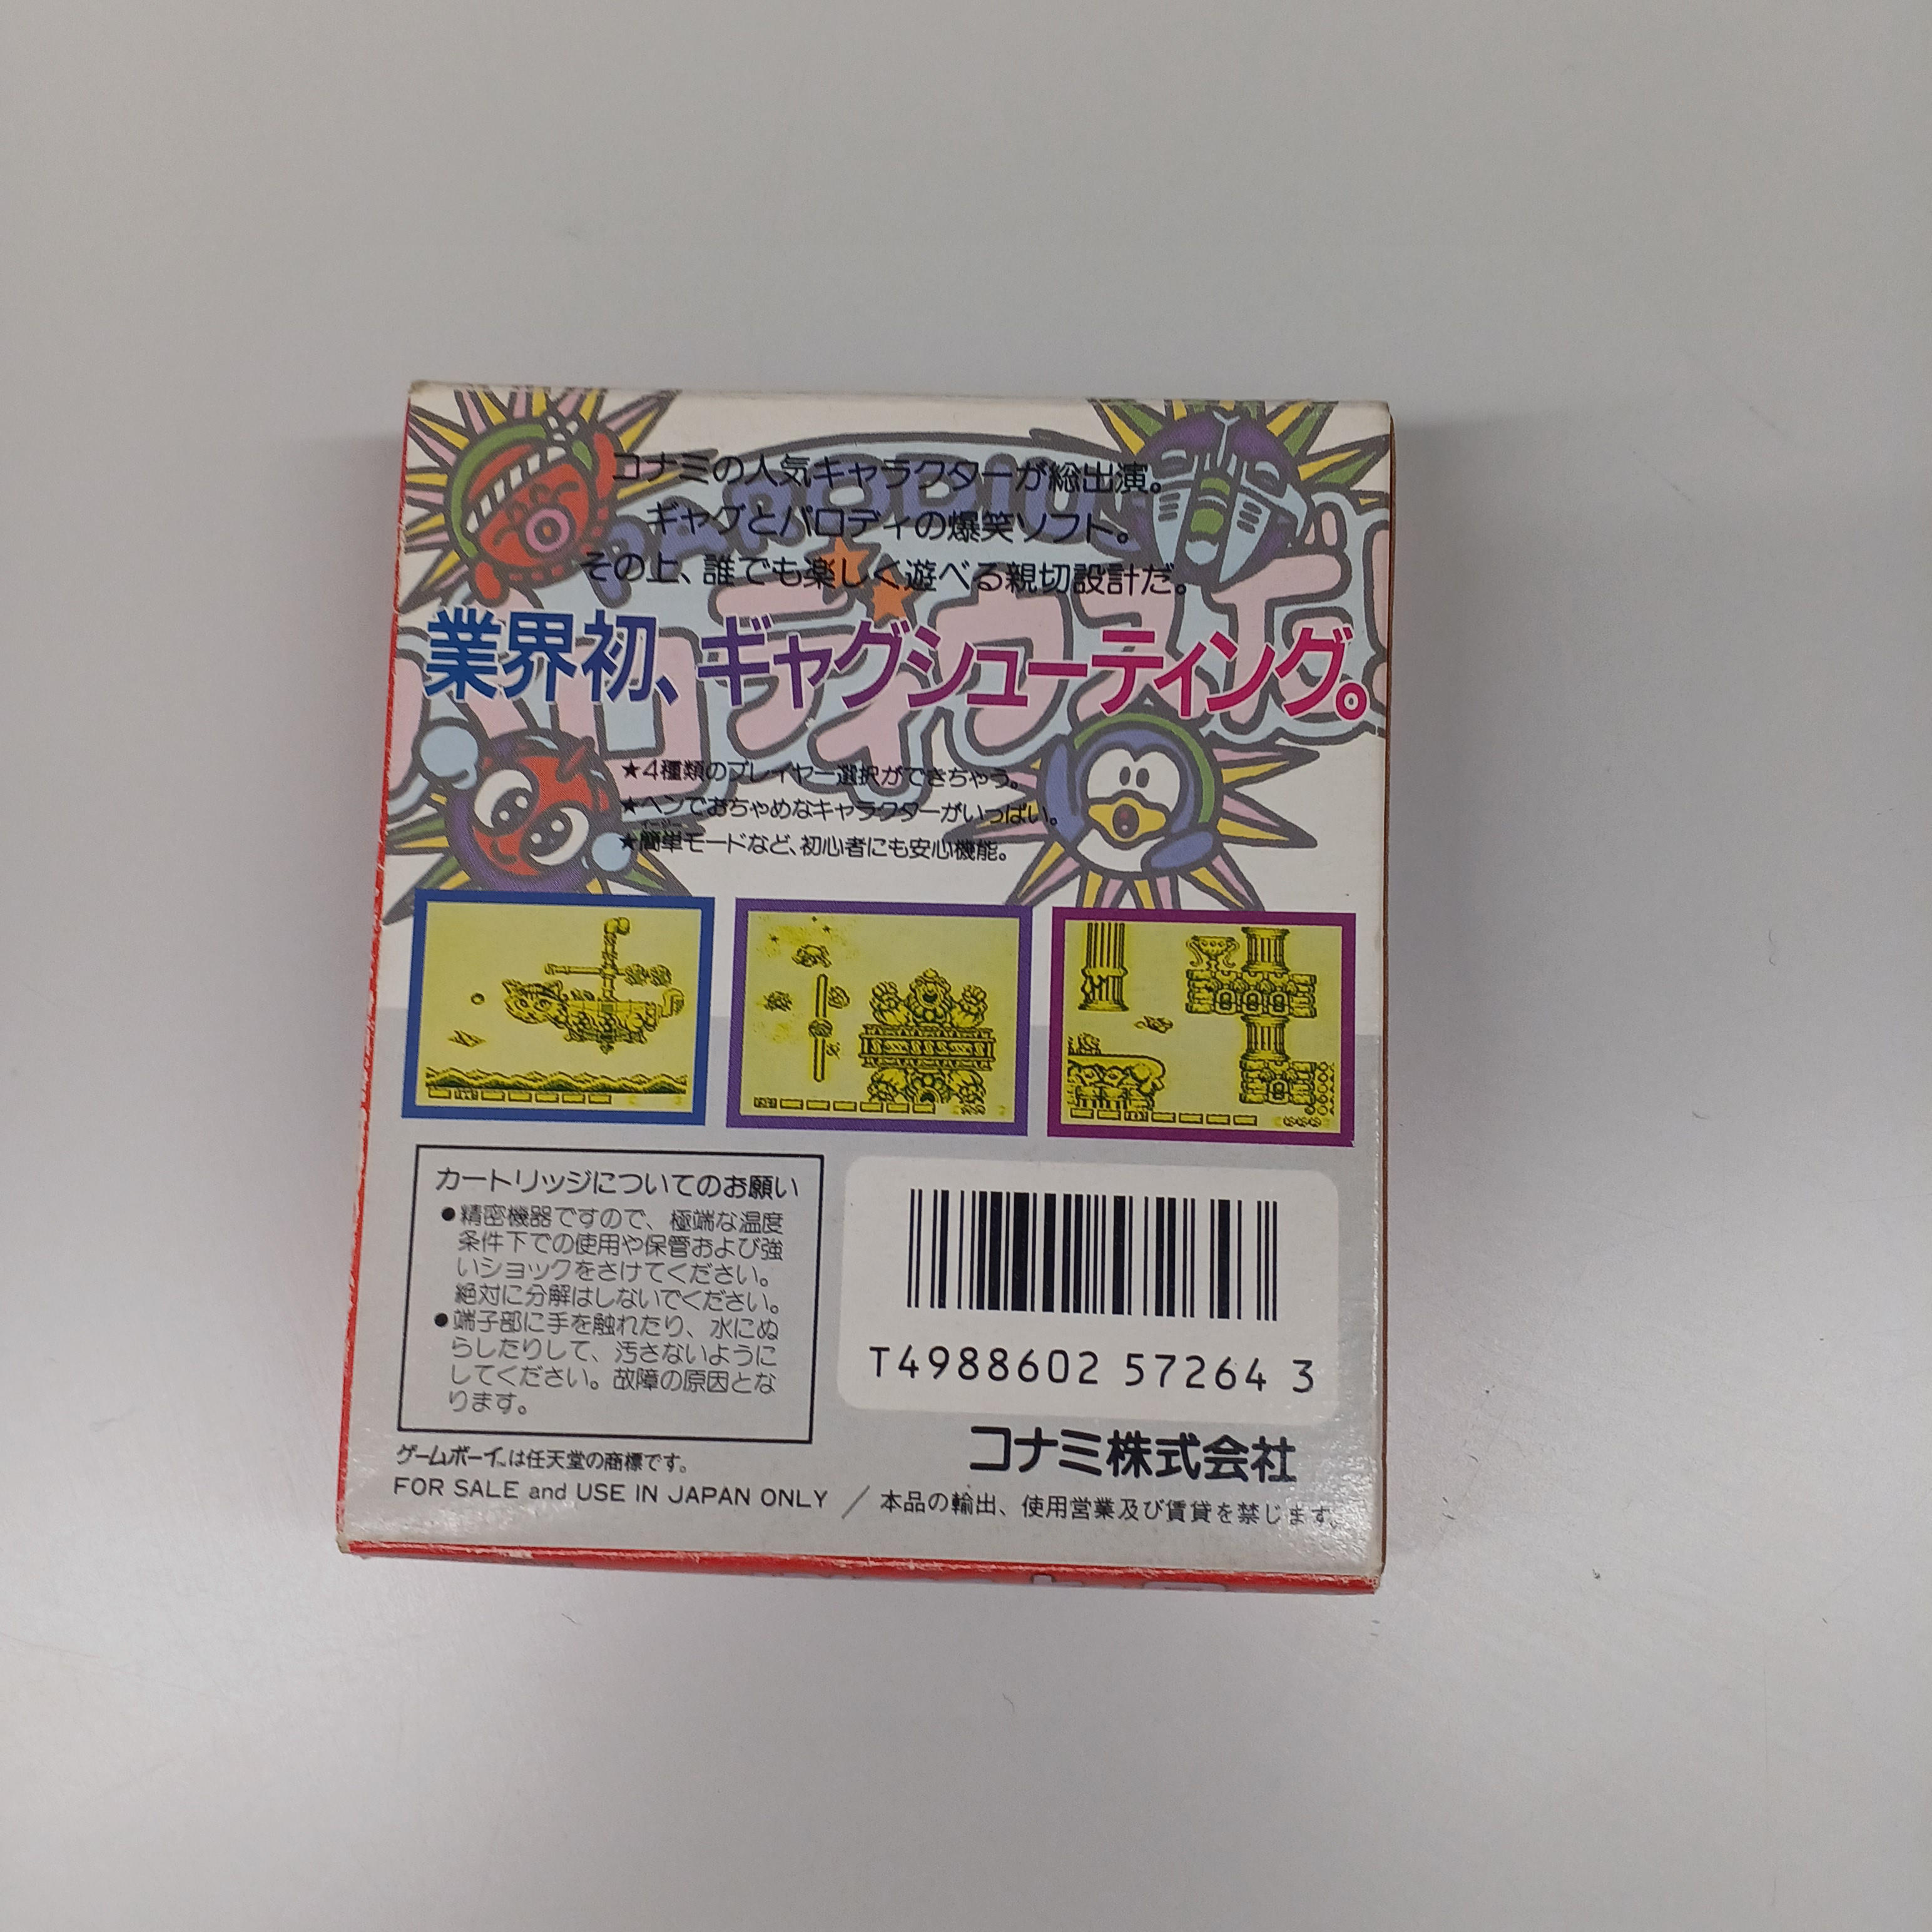 PARODIUS
パロディウスだ!
コナミの人気キャラクターが総出演。
ギャグとパロディの爆笑ソフト。
その上、誰でも楽しく遊べる親切設計だ。
業界初、ギャグシューティング。
★4種類のプレイヤー選択ができちゃう。
★ヘンでおちゃめなキャラクターがいっぱい。
イージー
★簡単モードなど、初心者にも安心機能。
カートリッジについてのお願い
●精密機器ですので、極端な温度
条件下での使用や保管および強
いショックをさけてください。
絶対に分解はしないでください。
●端子部に手を触れたり、水にぬ
らしたりして、汚さないように
してください。故障の原因とな
ります。
T4988602 57264 3
コナミ株式会社
ゲームボーイ™は任天堂の商標です。
FOR SALE and USE IN JAPAN ONLY / 本品の輸出、使用営業及び賃貸を禁じます。